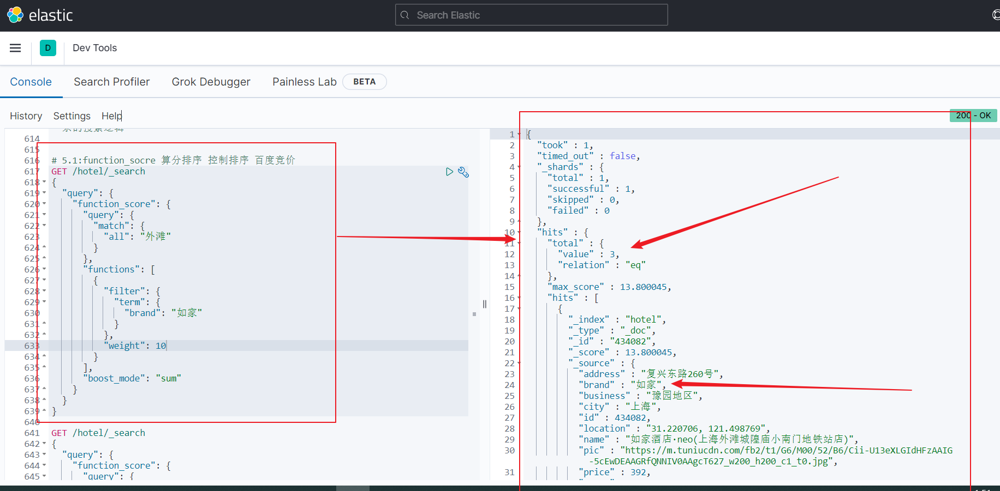 elastic
Search Elastic
D
Dev Tools
Console
Search Profiler
Grok Debugger
Painless Lab
BETA
History
Settings
Help
200 - OK
614
615
616 # 5.1:function_socre 算分排序 控制排序 百度竞价
617 GET /hotel/_search
618 {
619 "query": {
620 "function_score": {
621 "query": {
622 "match": {
623 "all": "外滩"
624 }
625 },
626 "functions": [
627 {
628 "filter": {
629 "term": {
630 "brand": "如家"
631 }
632 },
633 "weight": 10
634 }
635 ],
636 "boost_mode": "sum"
637 }
638 }
639 }
640
641 GET /hotel/_search
642 {
643 "query": {
644 "function_score": {
645 "query": {
1 {
2 "took" : 1,
3 "timed_out" : false,
4 "_shards" : {
5 "total" : 1,
6 "successful" : 1,
7 "skipped" : 0,
8 "failed" : 0
9 },
10 "hits" : {
11 "total" : {
12 "value" : 3,
13 "relation" : "eq"
14 },
15 "max_score" : 13.800045,
16 "hits" : [
17 {
18 "_index" : "hotel",
19 "_type" : "_doc",
20 "_id" : "434082",
21 "_score" : 13.800045,
22 "_source" : {
23 "address" : "复兴东路260号",
24 "brand" : "如家",
25 "business" : "豫园地区",
26 "city" : "上海",
27 "id" : 434082,
28 "location" : "31.220706, 121.498769",
29 "name" : "如家酒店·neo(上海外滩城隍庙小南门地铁站店)",
30 "pic" : "https://m.tuniucdn.com/fb2/t1/G6/M00/52/B6/Cii-U13eXLGIdHFzAAIG
-5cEwDEAAGRfQNNIV0AAgcT627_w200_h200_c1_t0.jpg",
31 "price" : 392,